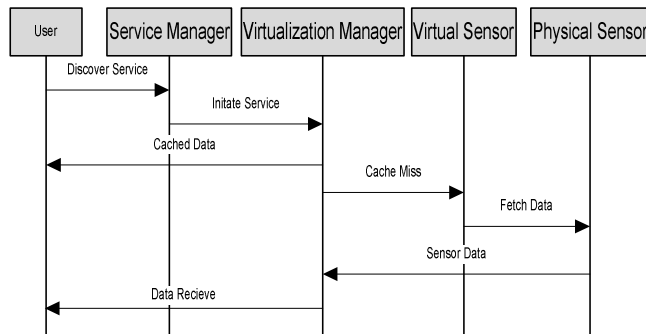 User
Service Manager
Virtualization Manager
Virtual Sensor
Physical Sensor
Discover Service
Initate Service
Cached Data
Cache Miss
Fetch Data
Sensor Data
Data Recieve